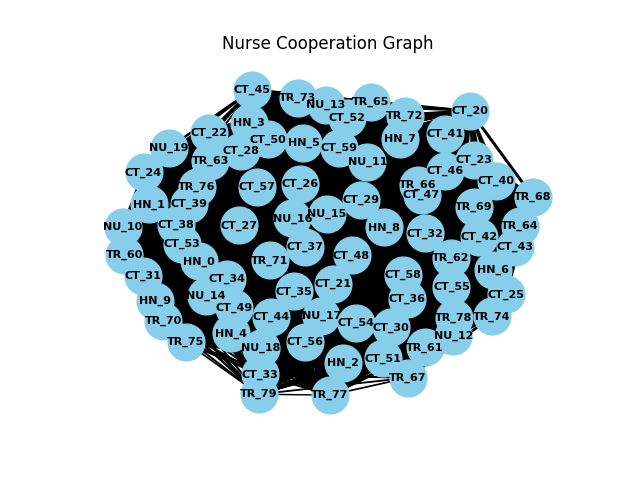 Nurse Cooperation Graph
CT_45
TR_73
NU_13
TR_65
CT_20
CT_52
TR_72
HN_3
CT_22
CT_50
HN_5
CT_59
HN_7
CT_41
NU_19
CT_28
TR_63
NU_11
CT_23
CT_24
CT_46
TR_76
CT_57
CT_26
TR_66
CT_40
CT_47
TR_68
HN_1
CT_39
CT_29
TR_69
NU_16
NU_15
NU_10
CT_38
CT_27
HN_8
CT_32
TR_64
CT_42
CT_53
CT_37
CT_43
TR_60
HN_0
TR_71
CT_48
TR_62
HN_6
CT_31
CT_34
CT_58
CT_21
CT_35
CT_55
CT_25
NU_14
HN_9
CT_36
CT_49
TR_70
CT_44
NU_17
CT_54
CT_30
TR_78
TR_74
HN_4
NU_12
TR_75
NU_18
CT_56
TR_61
HN_2
CT_51
CT_33
TR_67
TR_79
TR_77